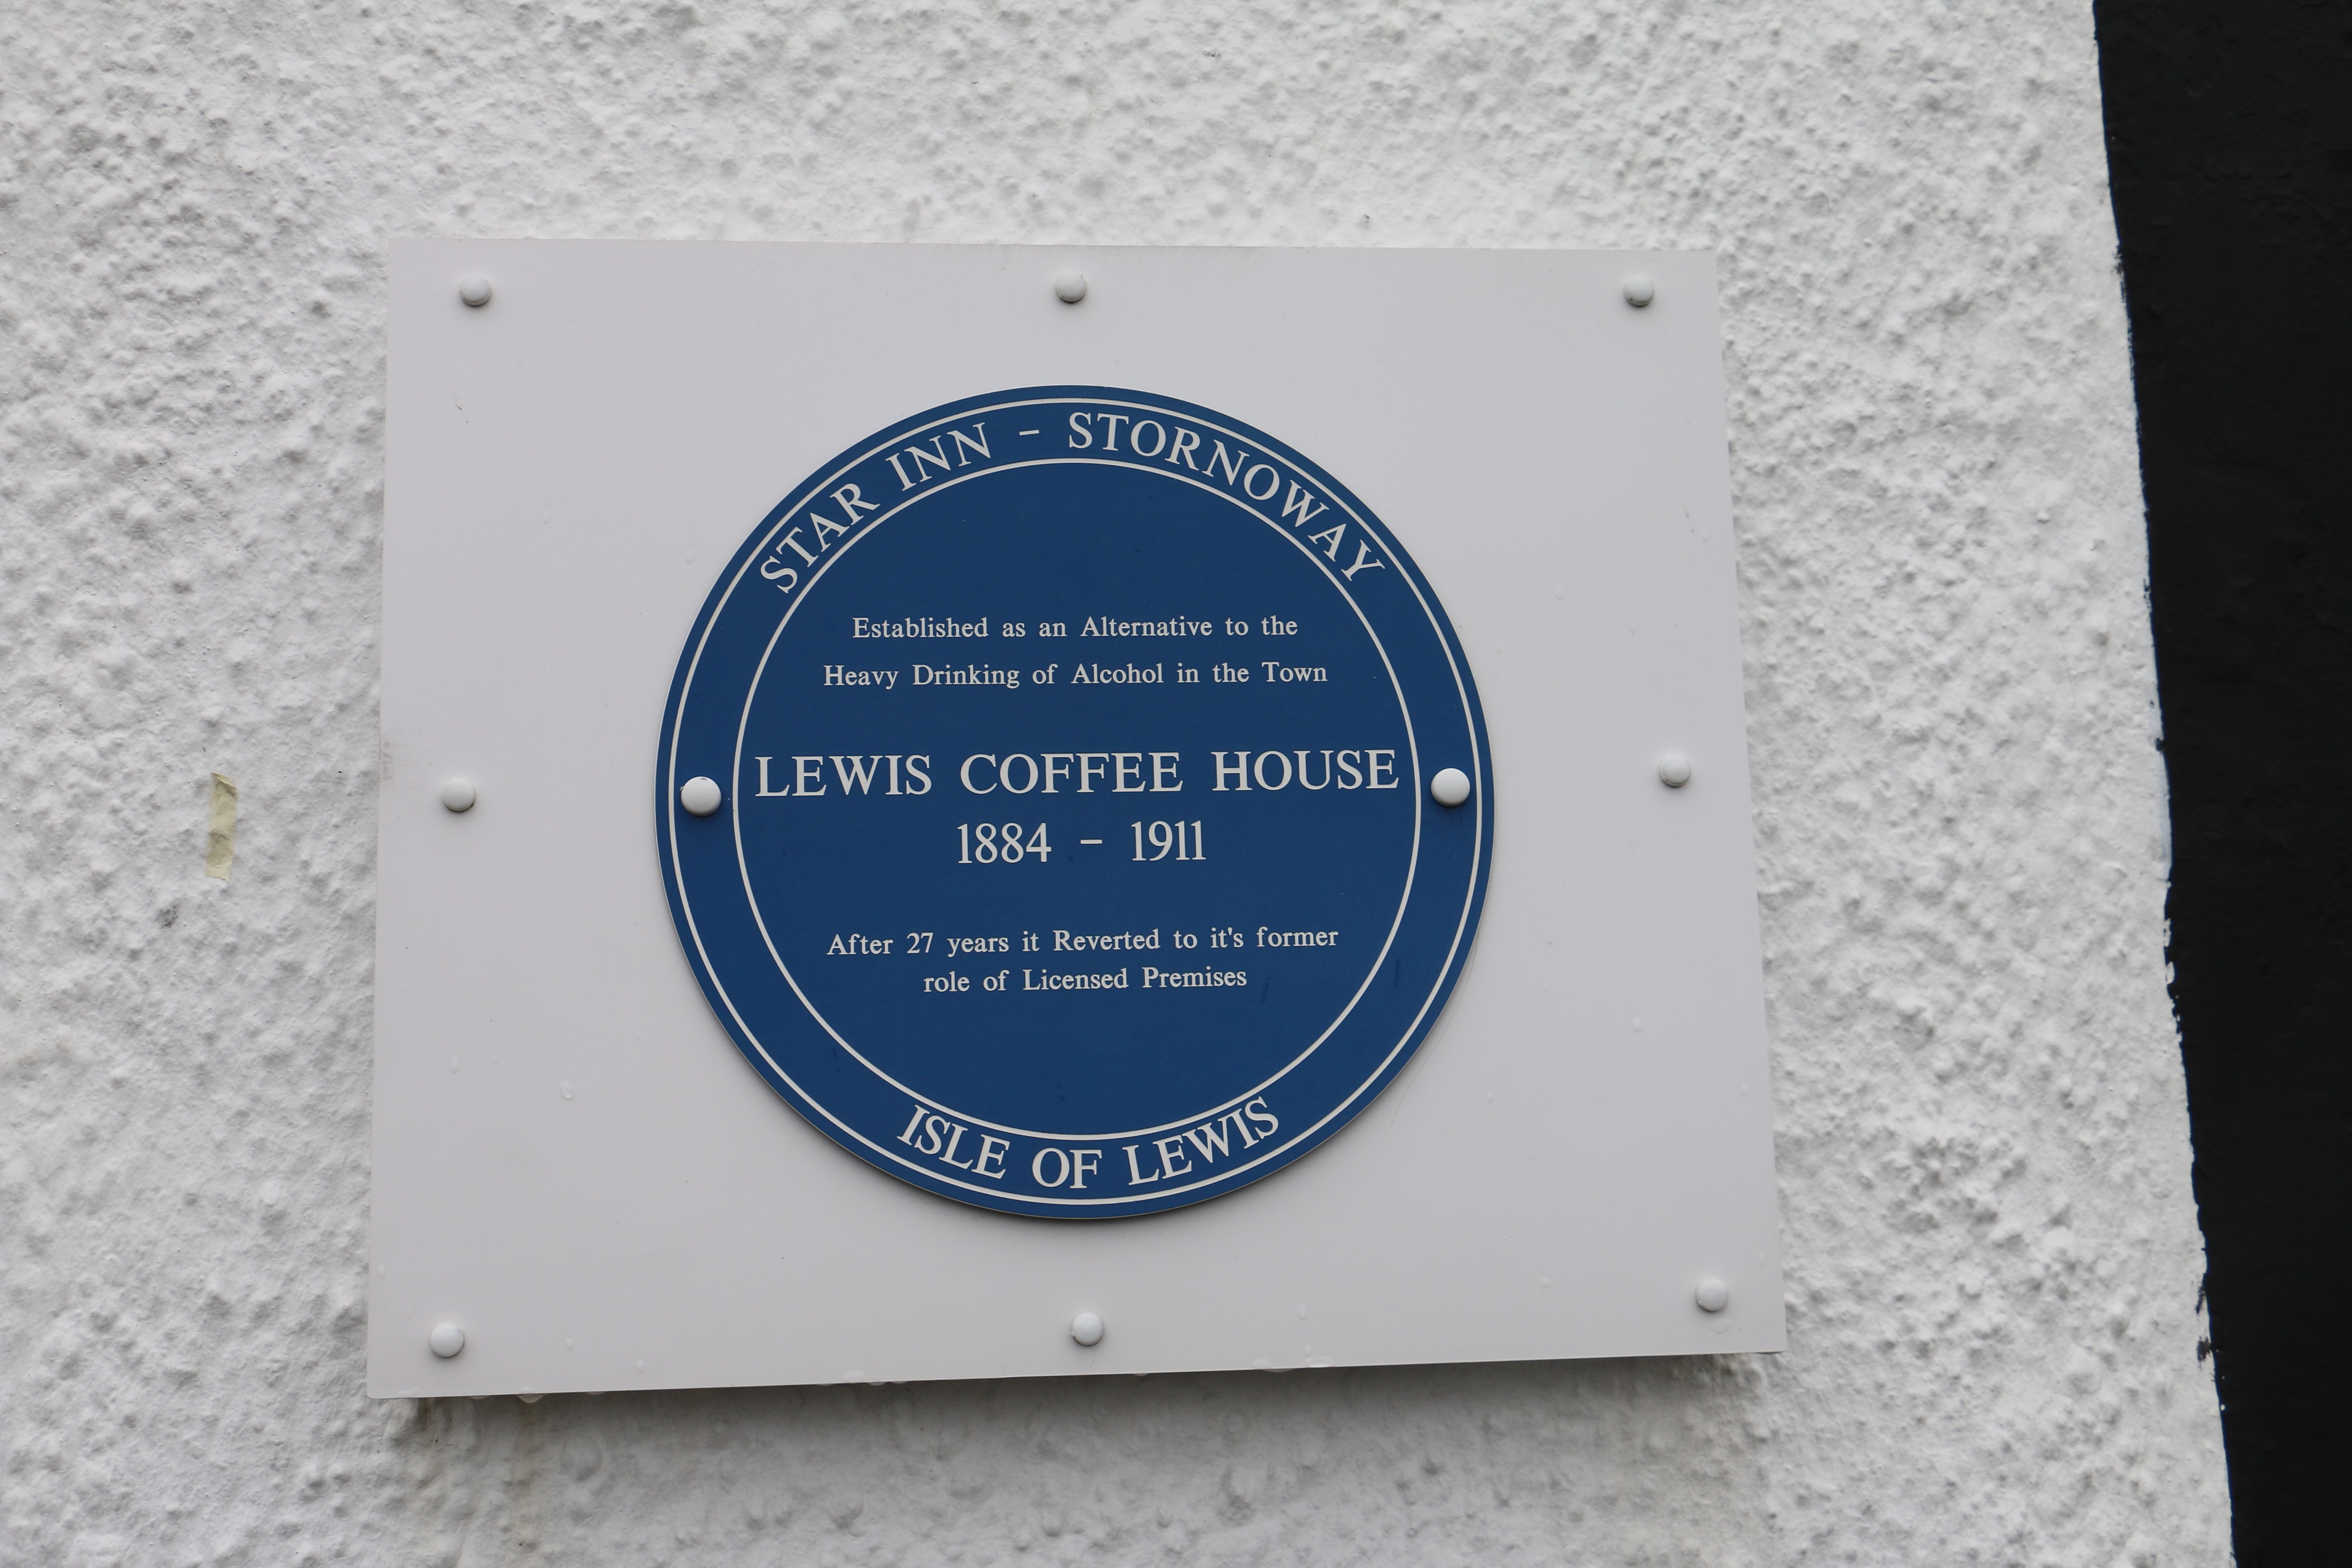 STAR INN - STORNOWAY
Established as an Alternative to the
Heavy Drinking of Alcohol in the Town
LEWIS COFFEE HOUSE
1884 - 1911
After 27 years it Reverted to it's former
role of Licensed Premises
ISLE OF LEWIS